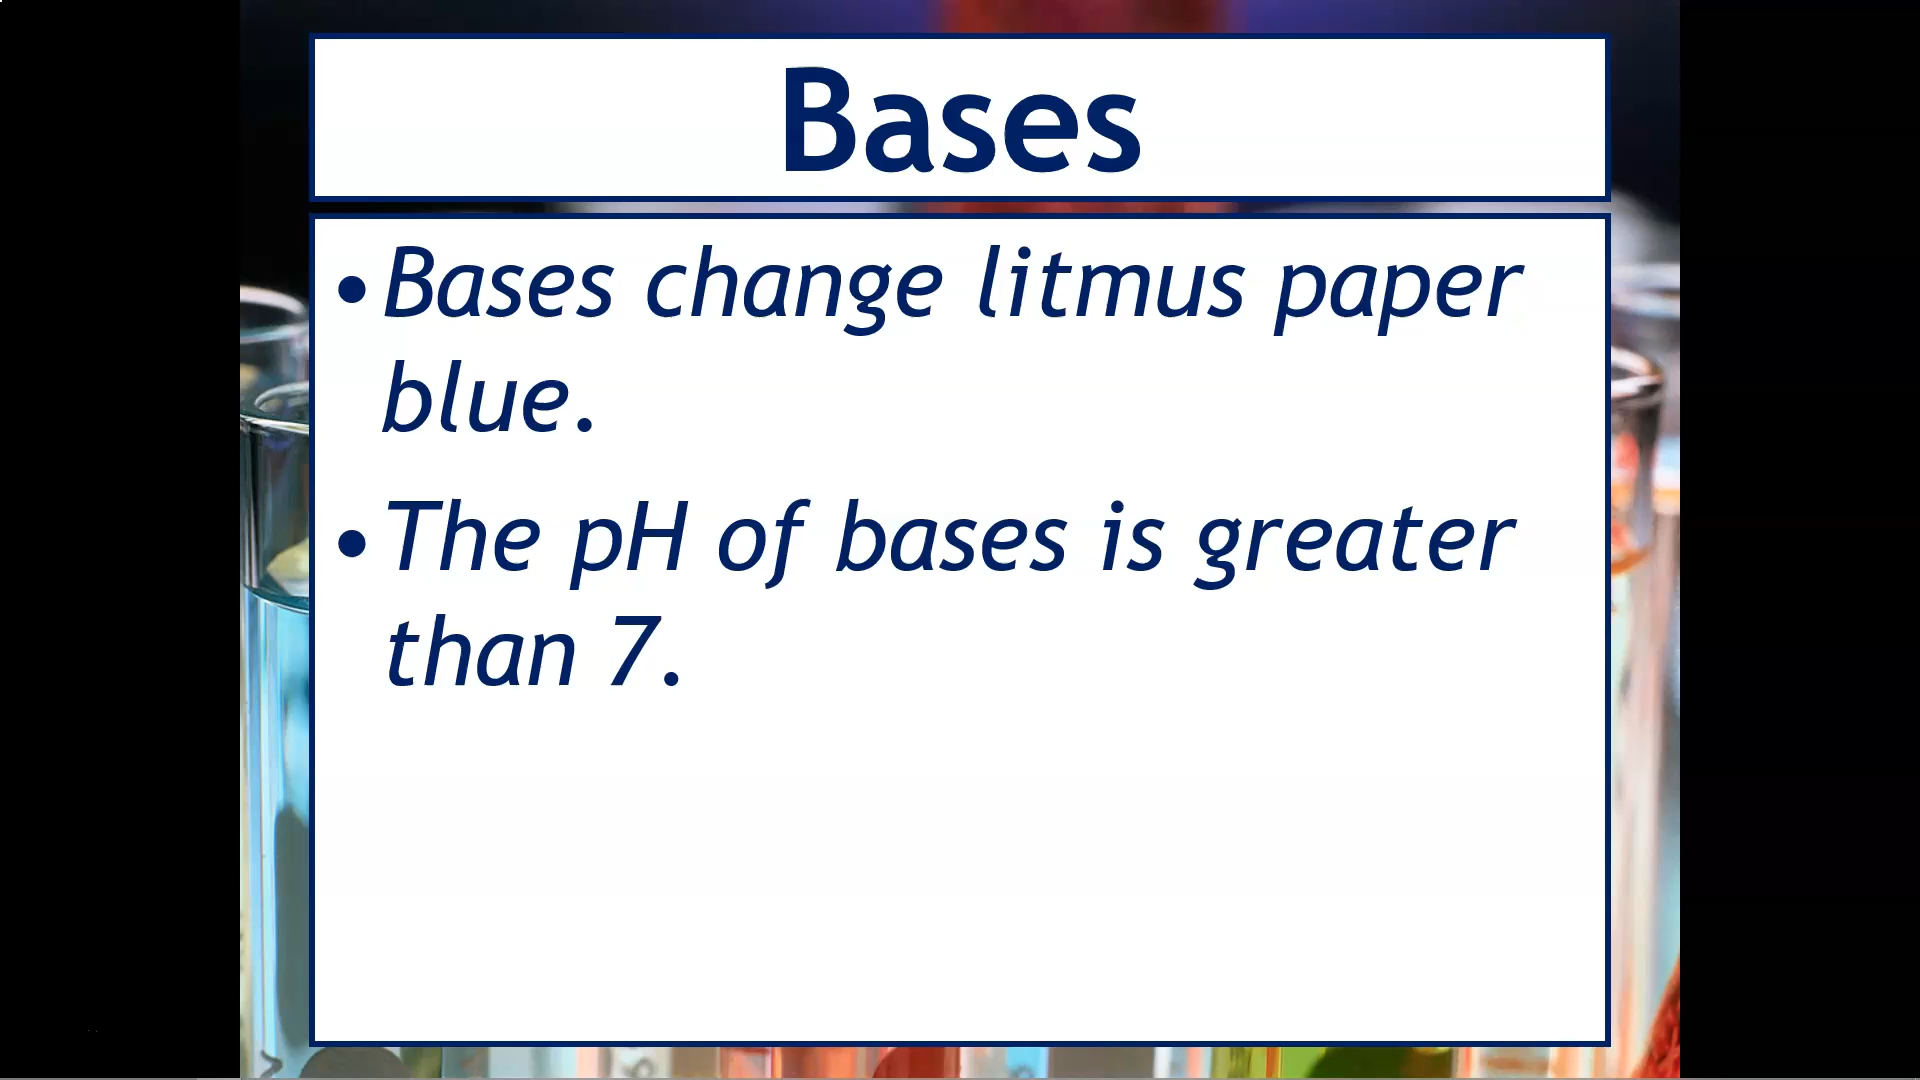 Bases
• Bases change litmus paper
blue.
• The pH of bases is greater
than 7.